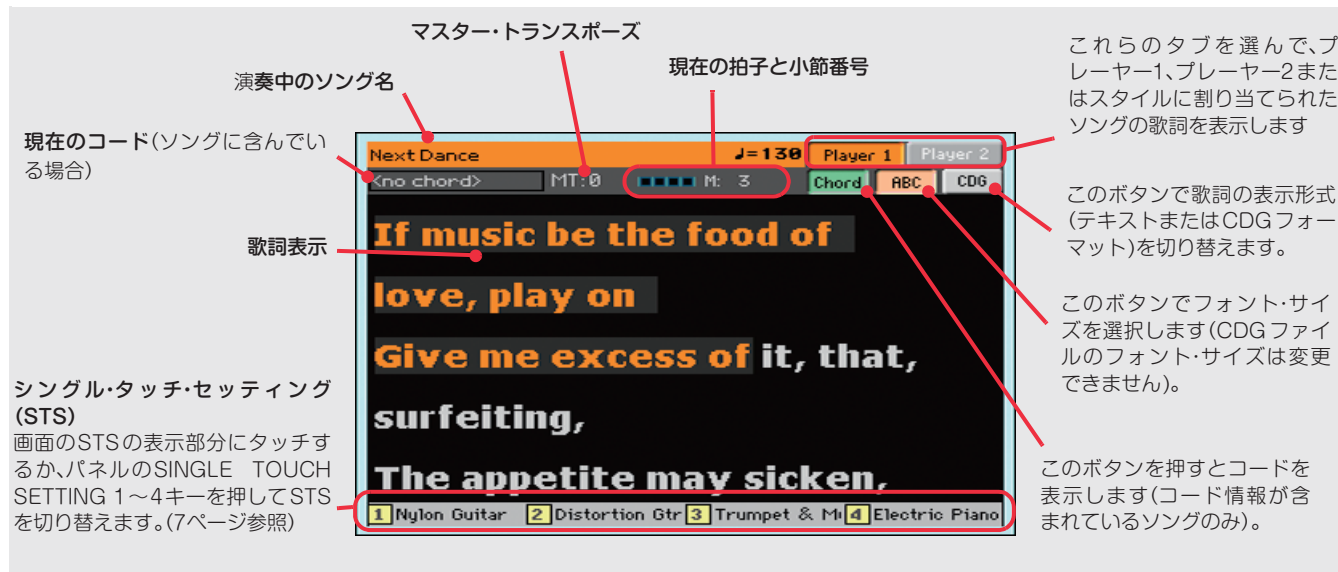 マスター・トランスポーズ
現在の拍子と小節番号
演奏中のソング名
現在のコード(ソングに含んでい
る場合)
歌詞表示
シングル・タッチ・セッティング
(STS)
画面のSTSの表示部分にタッチす
るか、パネルのSINGLE TOUCH
SETTING 1～4キーを押してSTS
を切り替えます。(7ページ参照)
Next Dance ♩=130 Player 1 Player 2
<no chord> MT:0 M: 3 Chord ABC CDG
If music be the food of
love, play on
Give me excess of it, that,
surfeiting,
The appetite may sicken,
1 Nylon Guitar 2 Distortion Gtr 3 Trumpet & 4 Electric Piano
これらのタブを選んで、プ
レーヤー1、プレーヤー2また
はスタイルに割り当てられた
ソングの歌詞を表示します
このボタンで歌詞の表示形式
(テキストまたはCDGフォー
マット)を切り替えます。
このボタンでフォント・サイ
ズを選択します(CDGファイ
ルのフォント・サイズは変更
できません)。
このボタンを押すとコードを
表示します(コード情報が含
まれているソングのみ)。